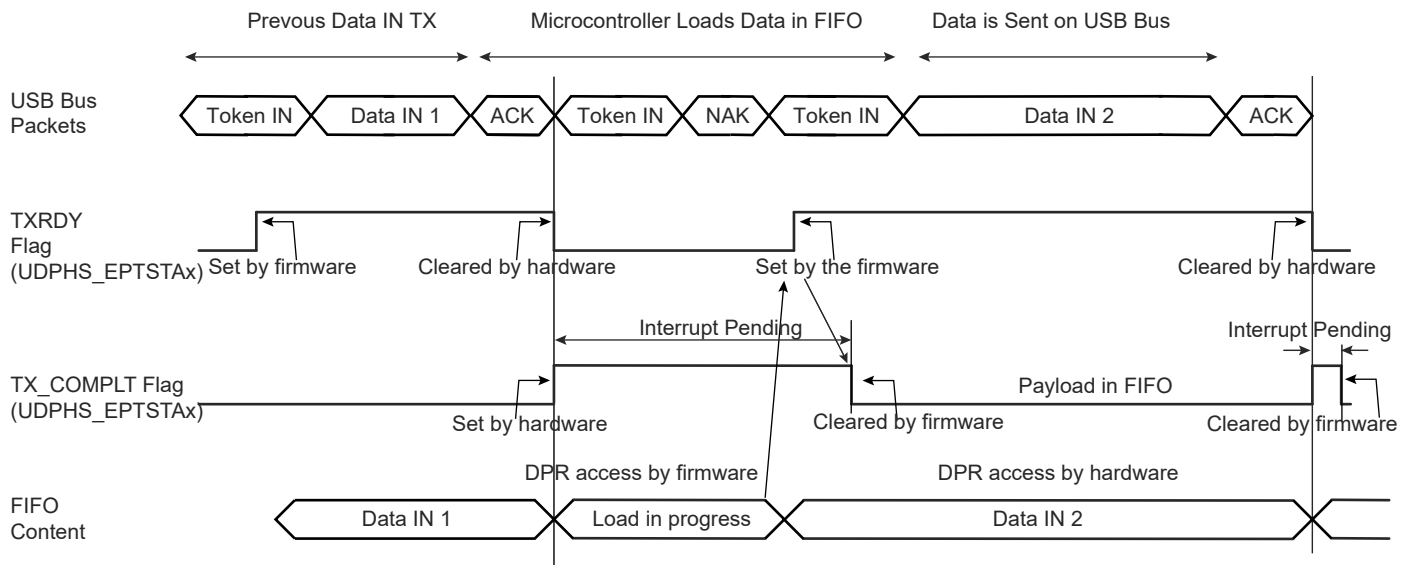 Prevous Data IN TX
Microcontroller Loads Data in FIFO
Data is Sent on USB Bus
USB Bus
Packets
Token IN
Data IN 1
ACK
Token IN
NAK
Token IN
Data IN 2
ACK
TXRDY
Flag
(UDPHS_EPTSTAx)
Set by firmware
Cleared by hardware
Set by the firmware
Cleared by hardware
Interrupt Pending
Interrupt Pending
TX_COMPLT Flag
(UDPHS_EPTSTAx)
Payload in FIFO
Set by hardware
Cleared by firmware
Cleared by firmware
DPR access by firmware
DPR access by hardware
FIFO
Content
Data IN 1
Load in progress
Data IN 2